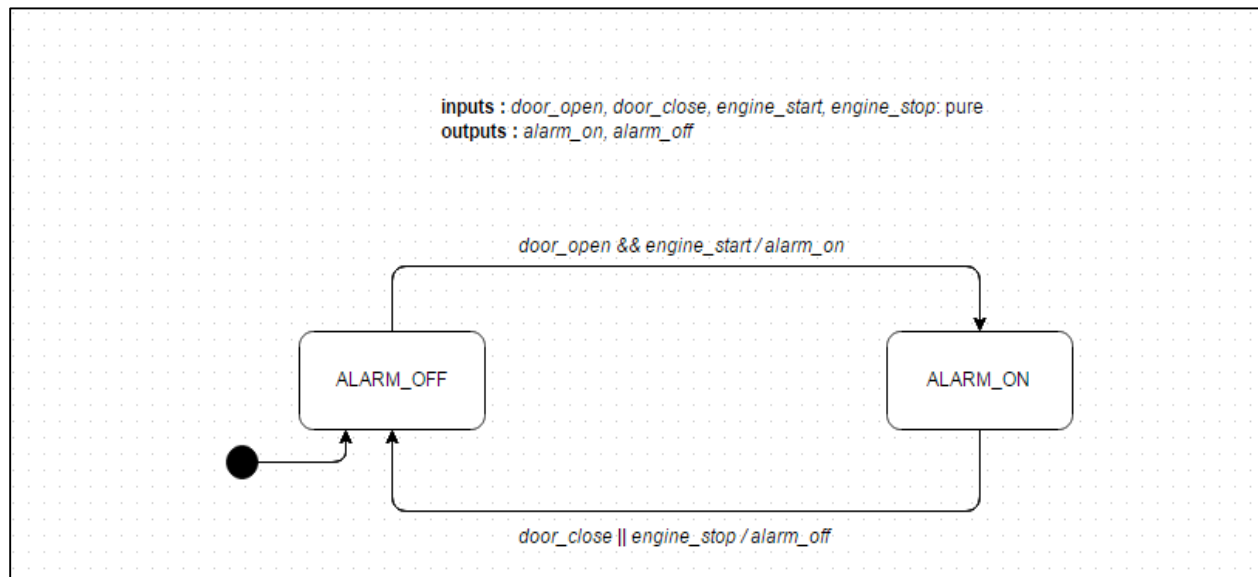 inputs : door_open, door_close, engine_start, engine_stop: pure
outputs : alarm_on, alarm_off
door_open && engine_start / alarm_on
ALARM_OFF
ALARM_ON
door_close || engine_stop / alarm_off